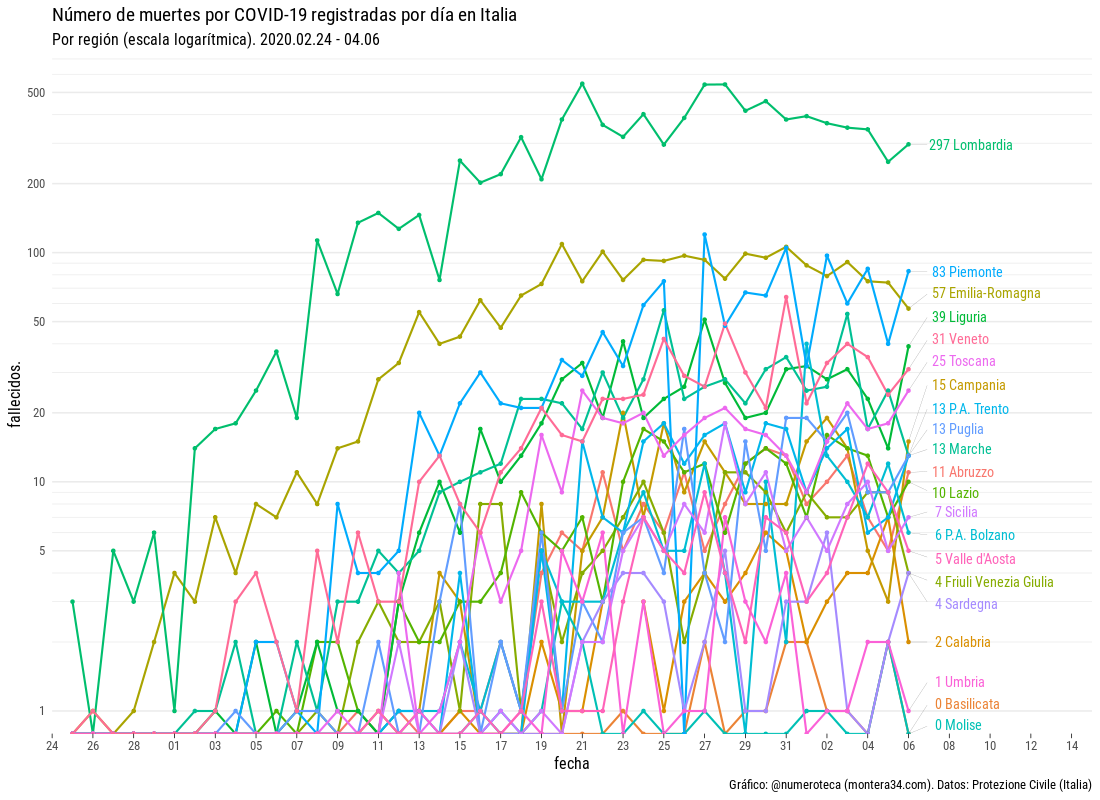 Número de muertes por COVID-19 registradas por día en Italia
Por región (escala logarítmica). 2020.02.24 - 04.06
fallecidos.
500
200
100
50
20
10
5
1
297 Lombardia
83 Piemonte
57 Emilia-Romagna
39 Liguria
31 Veneto
25 Toscana
15 Campania
13 P.A. Trento
13 Puglia
13 Marche
11 Abruzzo
10 Lazio
7 Sicilia
6 P.A. Bolzano
5 Valle d'Aosta
4 Friuli Venezia Giulia
4 Sardegna
2 Calabria
1 Umbria
0 Basilicata
0 Molise
24 26 28 01 03 05 07 09 11 13 15 17 19 21 23 25 27 29 31 02 04 06 08 10 12 14
fecha
Gráfico: @numeroteca (montera34.com). Datos: Protezione Civile (Italia)